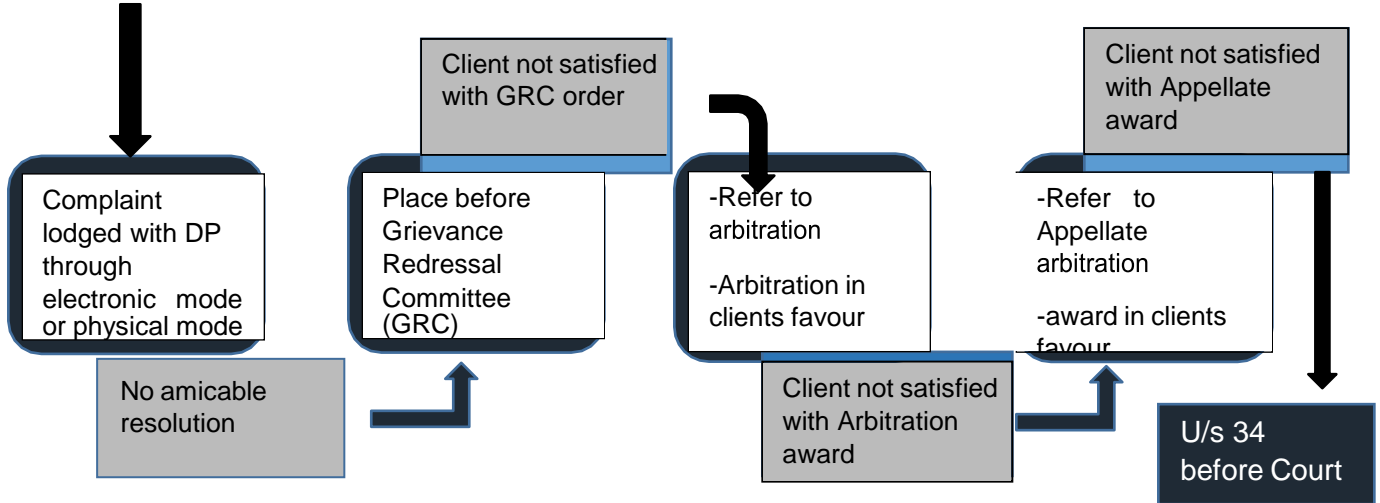 Complaint
lodged with DP
through
electronic mode
or physical mode
No amicable
resolution
Place before
Grievance
Redressal
Committee
(GRC)
Client not satisfied
with GRC order
-Refer to
arbitration
-Arbitration in
clients favour
Client not satisfied
with Arbitration
award
-Refer to
Appellate
arbitration
-award in clients
favour
Client not satisfied
with Appellate
award
U/s 34
before Court